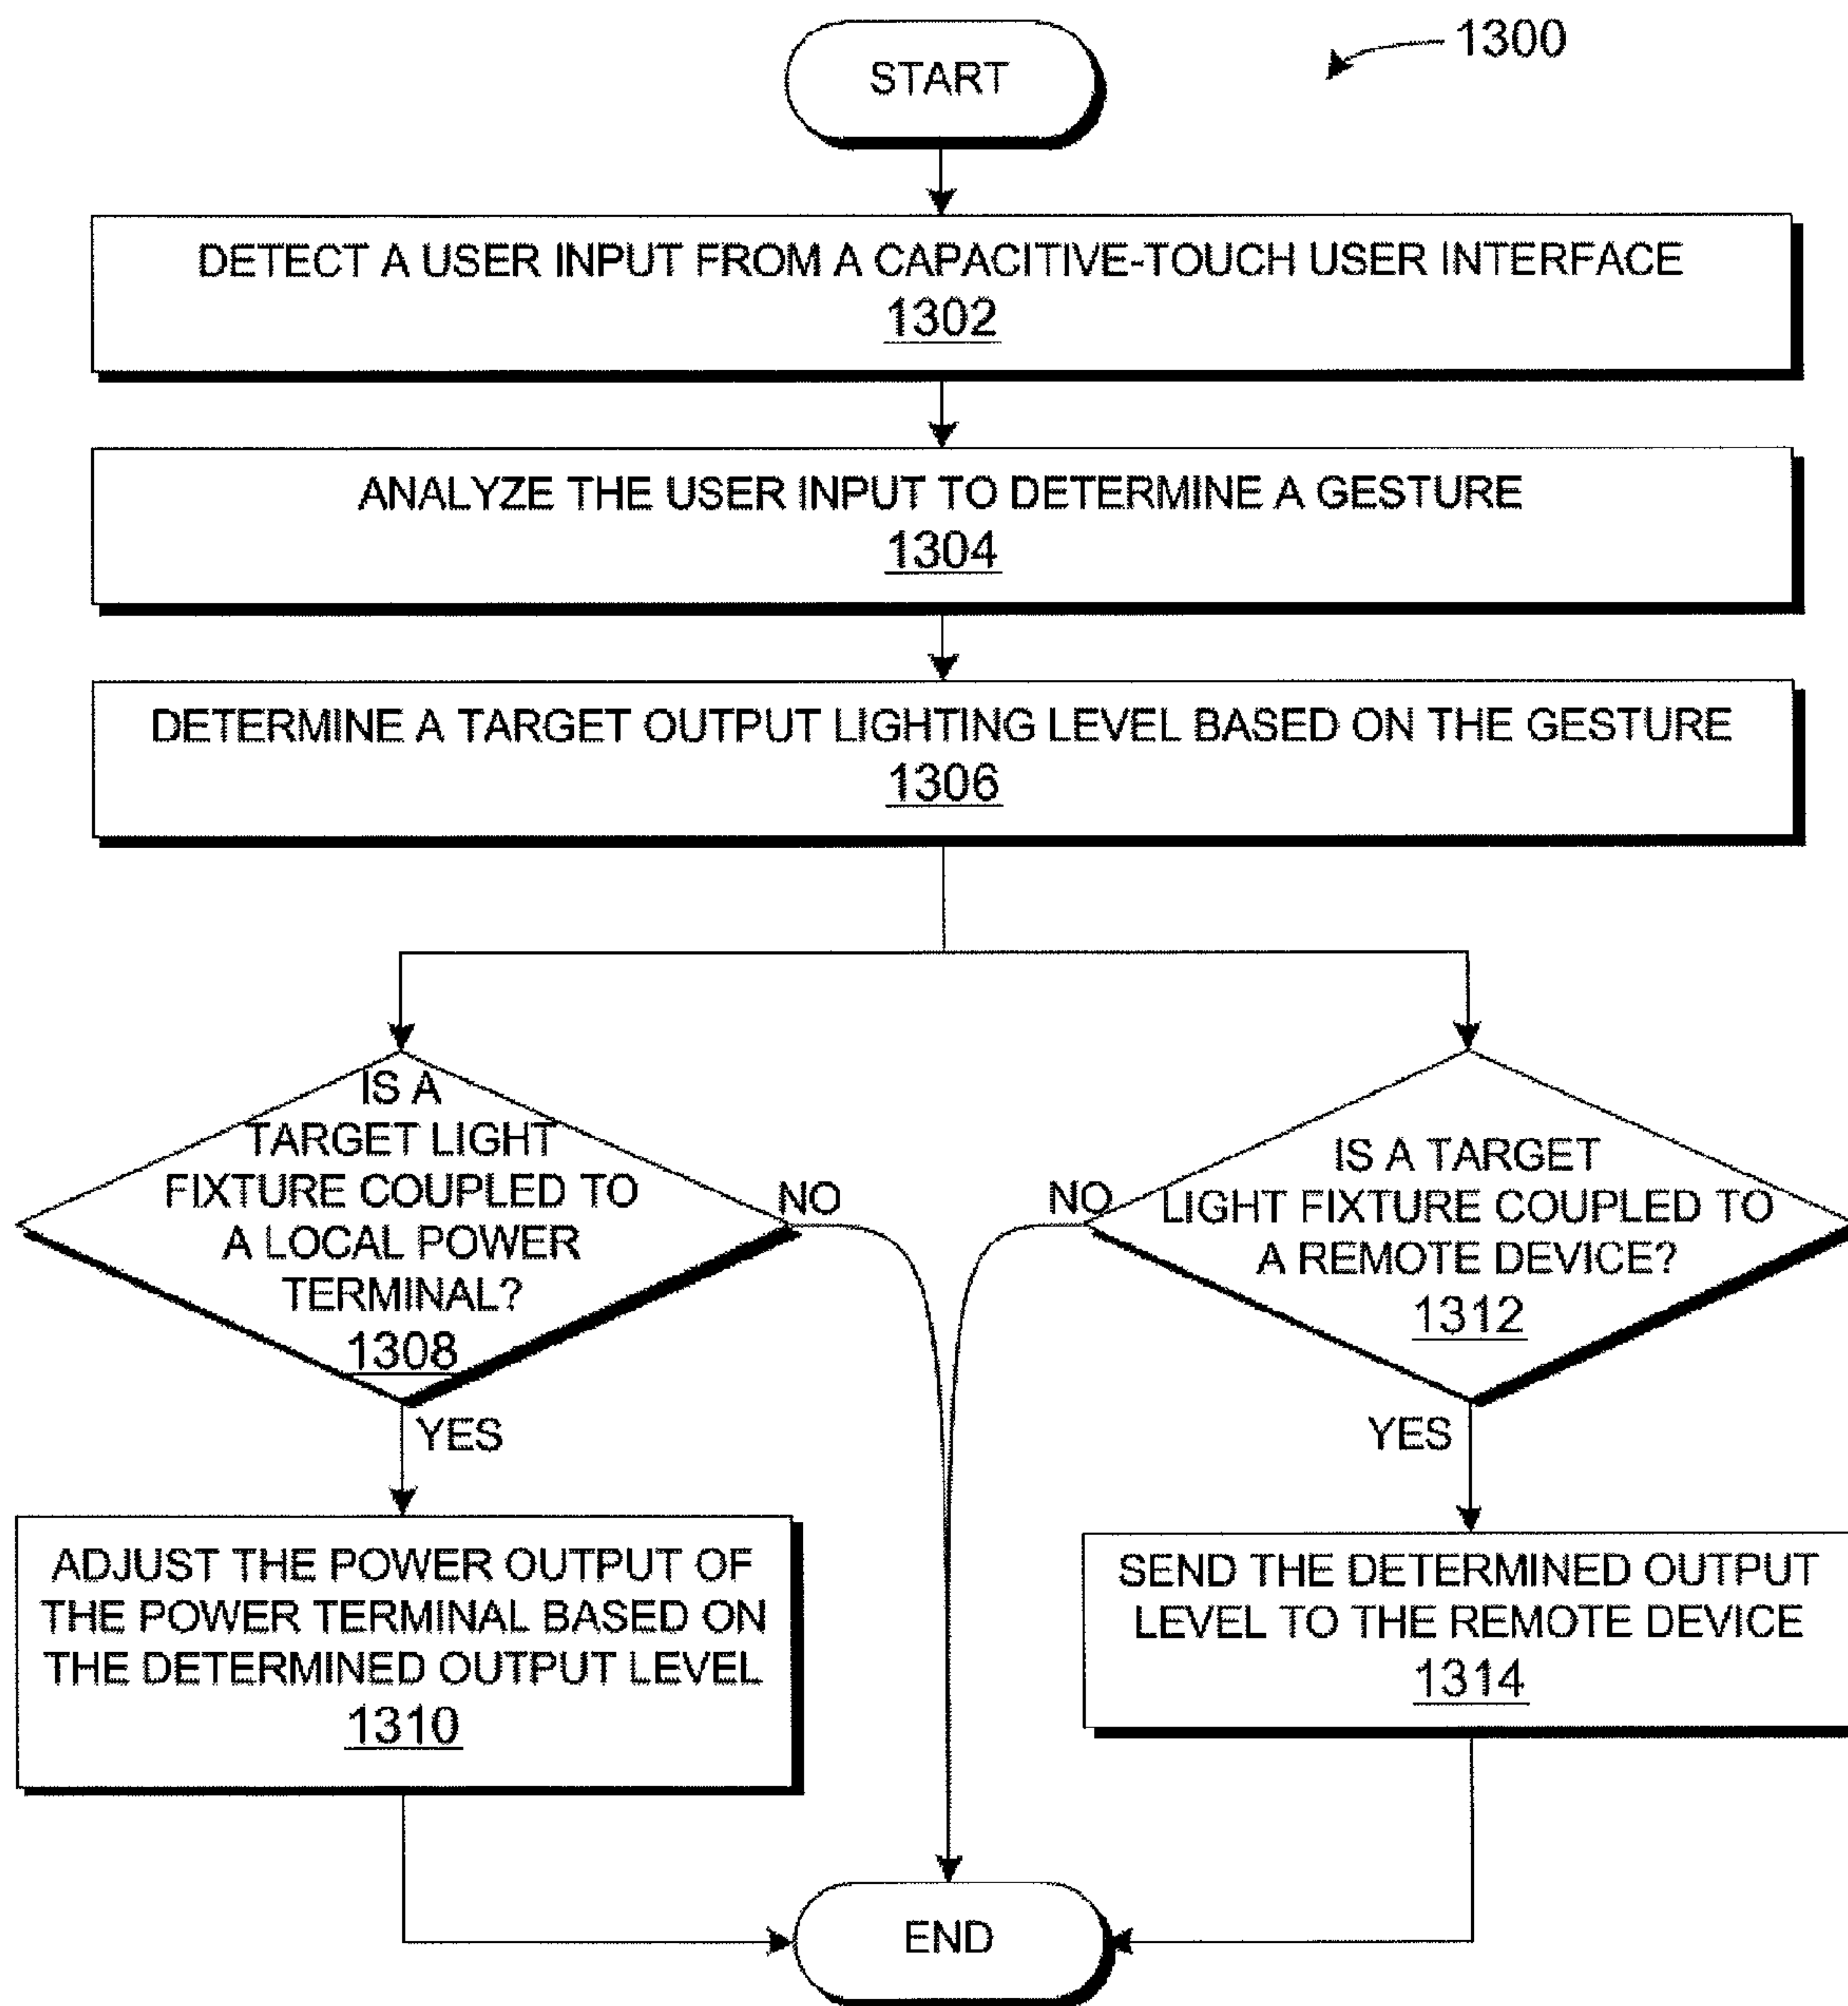 1300
START
DETECT A USER INPUT FROM A CAPACITIVE-TOUCH USER INTERFACE
1302
ANALYZE THE USER INPUT TO DETERMINE A GESTURE
1304
DETERMINE A TARGET OUTPUT LIGHTING LEVEL BASED ON THE GESTURE
1306
IS A
TARGET LIGHT
FIXTURE COUPLED TO
A LOCAL POWER
TERMINAL?
1308
NO
YES
NO
IS A TARGET
LIGHT FIXTURE COUPLED TO
A REMOTE DEVICE?
1312
YES
ADJUST THE POWER OUTPUT OF
THE POWER TERMINAL BASED ON
THE DETERMINED OUTPUT LEVEL
1310
SEND THE DETERMINED OUTPUT
LEVEL TO THE REMOTE DEVICE
1314
END